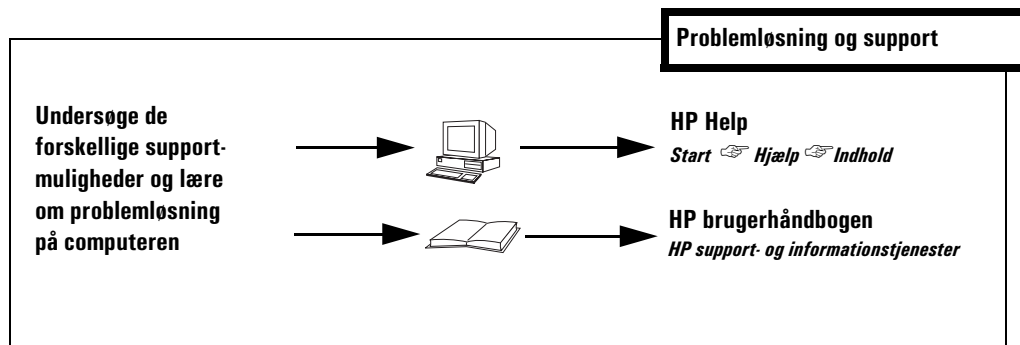 Problemløsning og support
Undersøge de
forskellige support-
muligheder og lære
om problemløsning
på computeren
HP Help
Start ☞ Hjælp ☞ Indhold
HP brugerhåndbogen
HP support- og informationstjenester